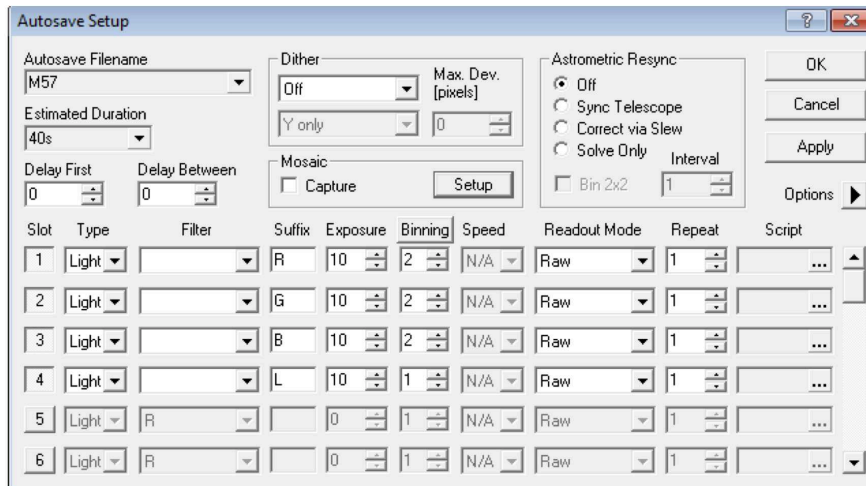 Autosave Setup
Autosave Filename
M57
Estimated Duration
40s
Delay First Delay Between
0 0
Dither
Off
Max. Dev. [pixels]
Y only 0
Mosaic
Capture Setup
Astrometric Resync
Off
Sync Telescope
Correct via Slew
Solve Only
Interval
Bin 2x2 1
OK
Cancel
Apply
Options
Slot Type Filter Suffix Exposure Binning Speed Readout Mode Repeat Script
1 Light R 10 2 N/A Raw 1 ...
2 Light G 10 2 N/A Raw 1 ...
3 Light B 10 2 N/A Raw 1 ...
4 Light L 10 1 N/A Raw 1 ...
5 Light R 0 1 N/A Raw 1 ...
6 Light R 0 1 N/A Raw 1 ...